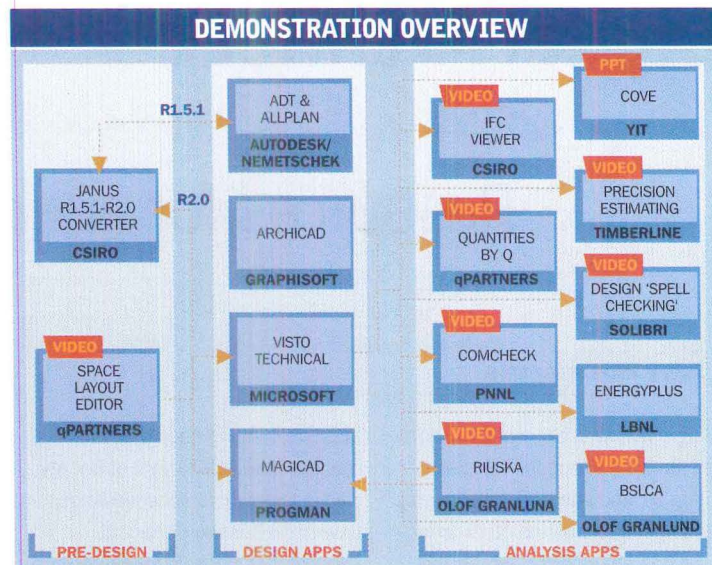 DEMONSTRATION OVERVIEW
R1.5.1
R2.0
JANUS
R1.5.1-R2.0
CONVERTER
CSIRO
VIDEO
SPACE
LAYOUT
EDITOR
qPARTNERS
PRE-DESIGN
ADT &
ALLPLAN
AUTODESK/
NEMETSCHEK
ARCHICAD
GRAPHISOFT
VISTO
TECHNICAL
MICROSOFT
MAGICAD
PROGMAN
DESIGN APPS
VIDEO
IFC
VIEWER
CSIRO
VIDEO
QUANTITIES
BY Q
qPARTNERS
VIDEO
COMCHECK
PNNL
VIDEO
RIUSKA
OLOF GRANLUNA
PPT
COVE
YIT
VIDEO
PRECISION
ESTIMATING
TIMBERLINE
VIDEO
DESIGN 'SPELL
CHECKING'
SOLIBRI
ENERGYPLUS
LBNL
VIDEO
BSLCA
OLOF GRANLUND
ANALYSIS APPS